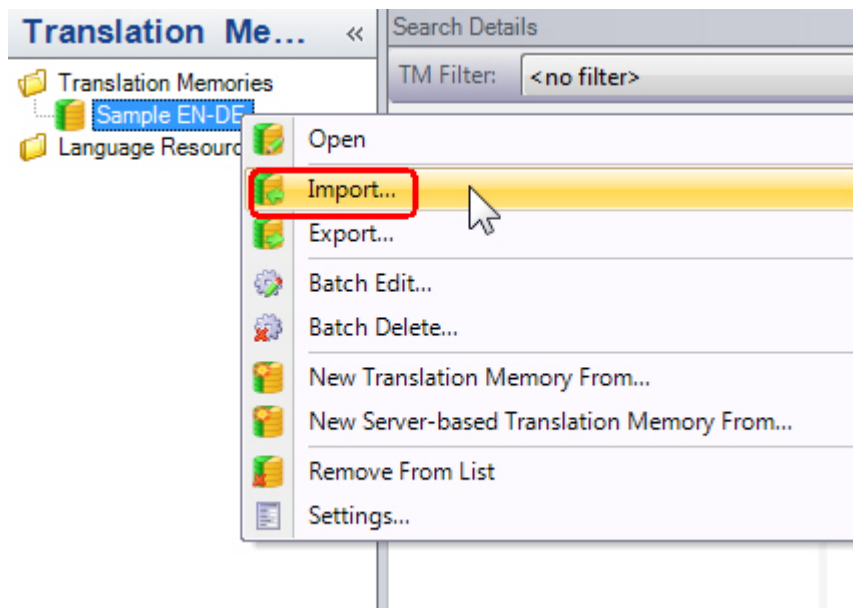 Translation Me... «
Search Details
TM Filter: <no filter>
Translation Memories
Sample EN-DE
Language Resourc
Open
Import...
Export...
Batch Edit...
Batch Delete...
New Translation Memory From...
New Server-based Translation Memory From...
Remove From List
Settings...